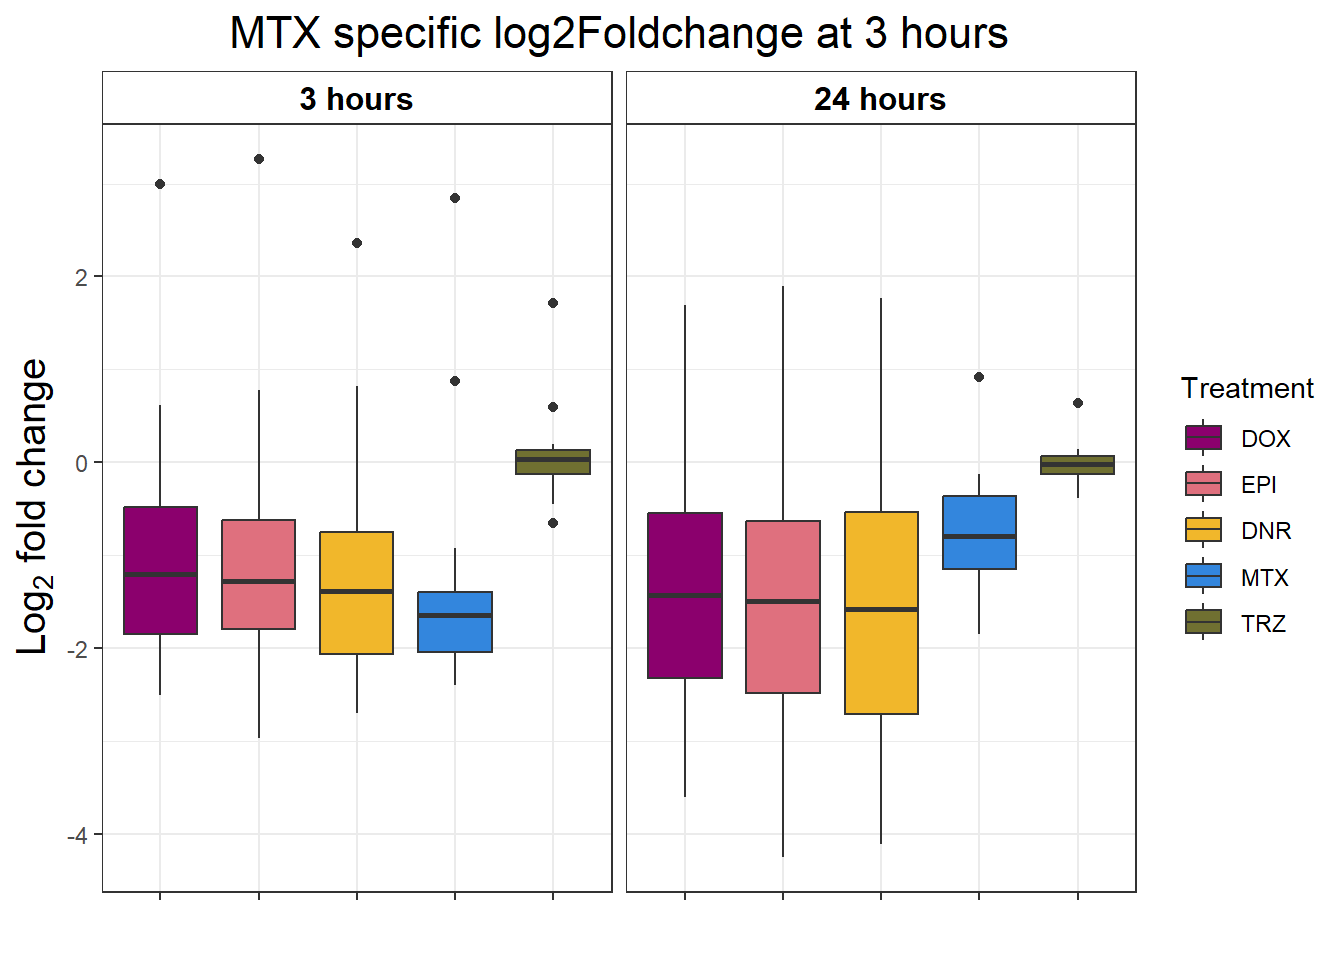 MTX specific log2Foldchange at 3 hours
3 hours
24 hours
Log₂ fold change
2
0
-2
-4
Treatment
DOX
EPI
DNR
MTX
TRZ